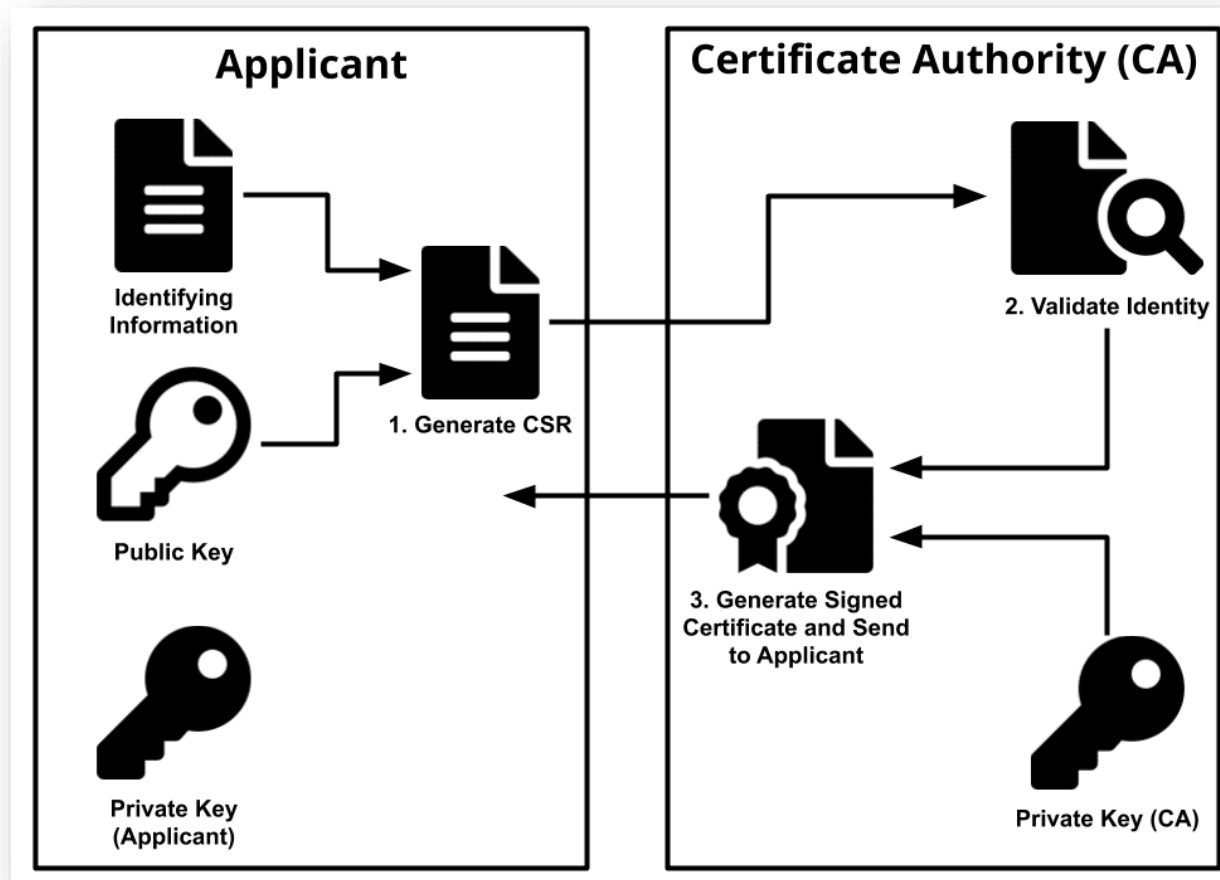 Applicant
Identifying
Information
1. Generate CSR
Public Key
Private Key
(Applicant)
Certificate Authority (CA)
2. Validate Identity
3. Generate Signed
Certificate and Send
to Applicant
Private Key (CA)